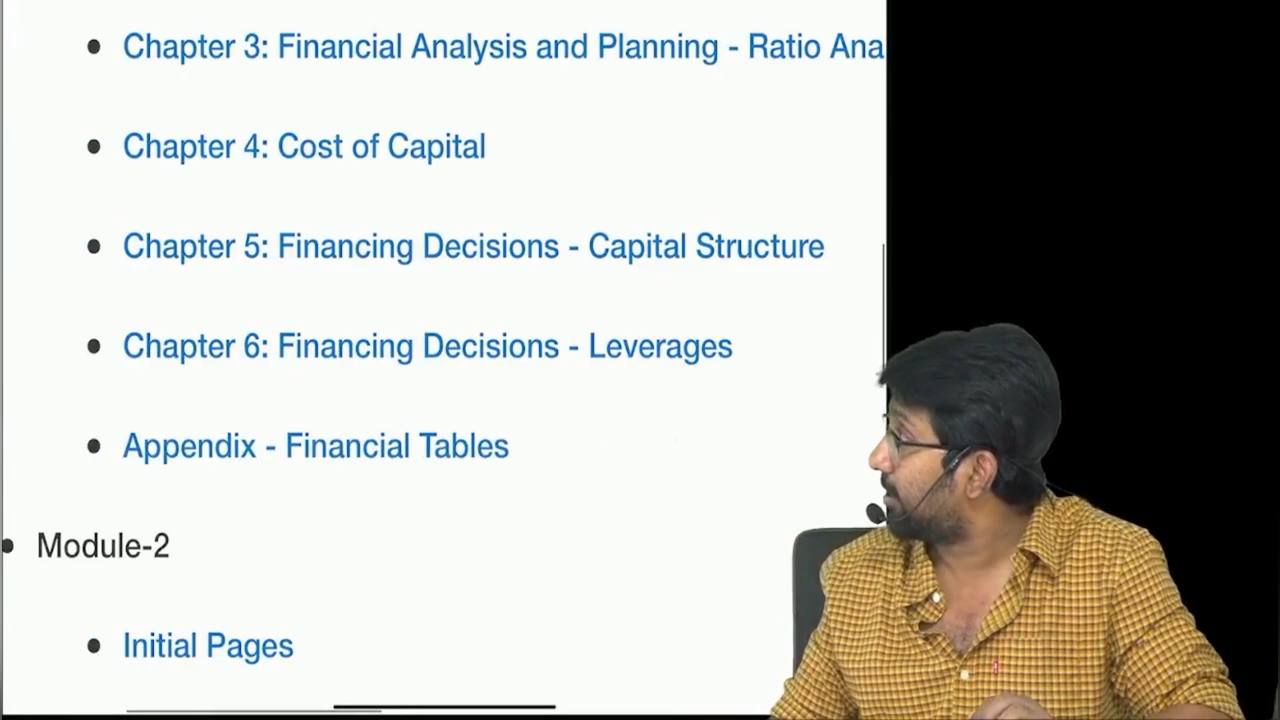 Chapter 3: Financial Analysis and Planning - Ratio Ana
Chapter 4: Cost of Capital
Chapter 5: Financing Decisions - Capital Structure
Chapter 6: Financing Decisions - Leverages
Appendix - Financial Tables
Module-2
Initial Pages